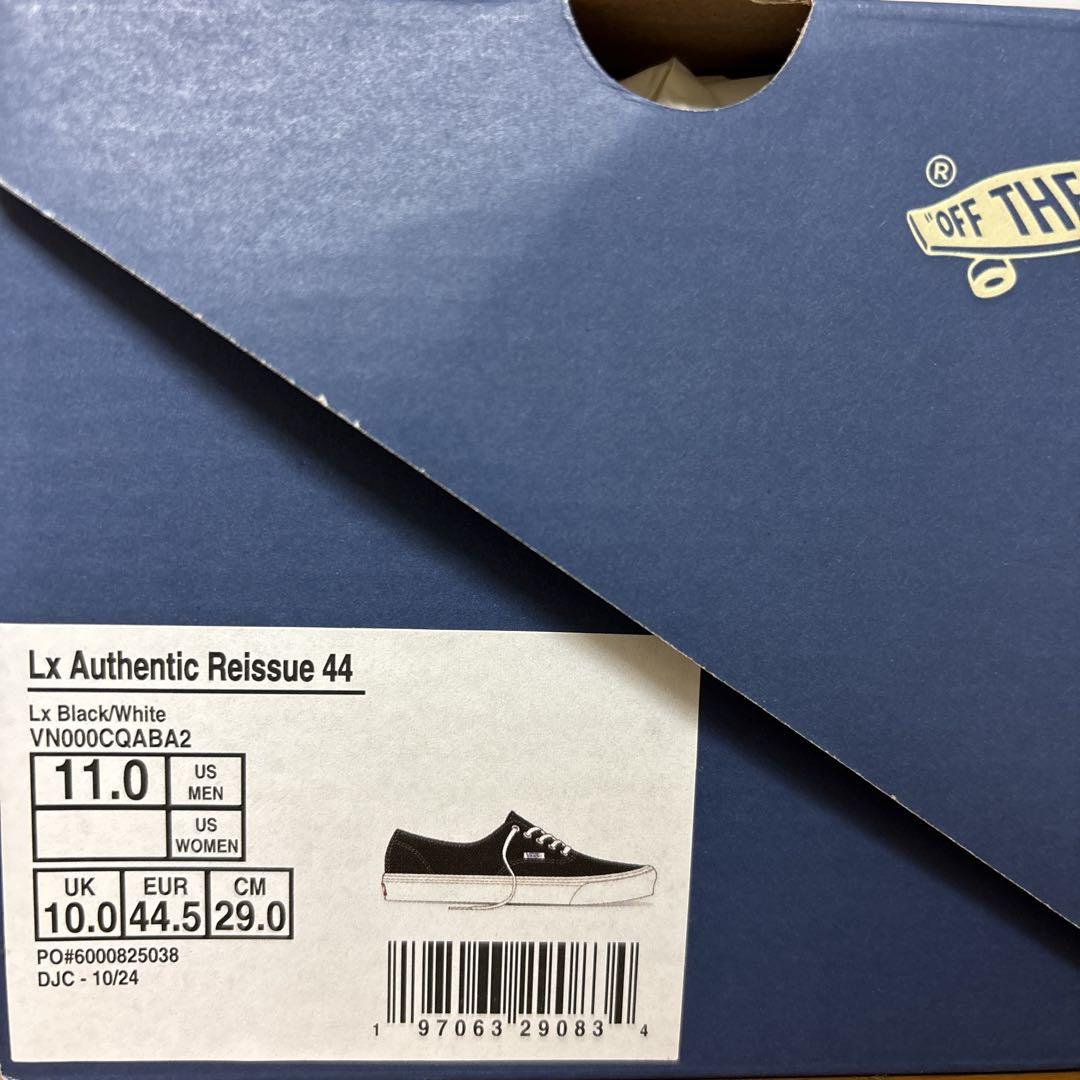 ®
"OFF THE
Lx Authentic Reissue 44
Lx Black/White
VN000CQABA2
11.0 US MEN
US WOMEN
UK EUR CM
10.0 44.5 29.0
PO#6000825038
DJC - 10/24
1 97063 29083 4